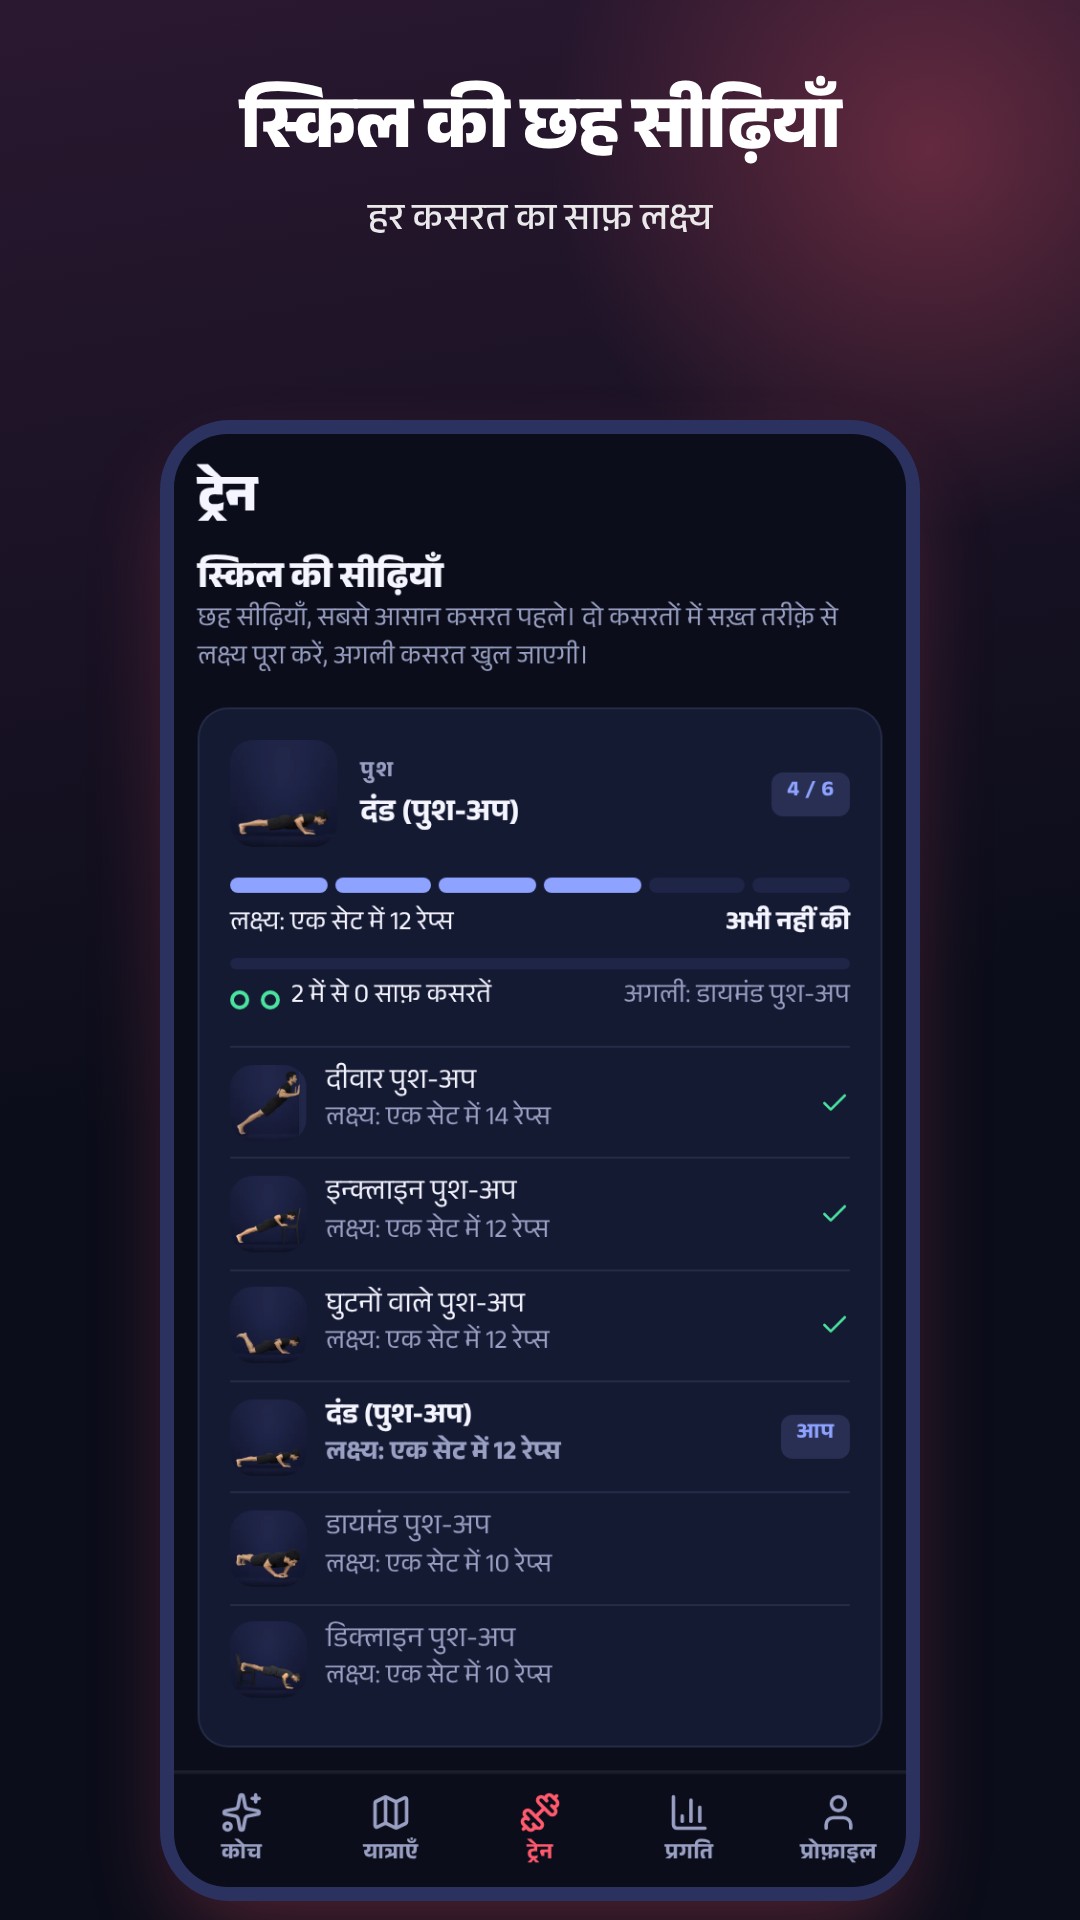 स्किल की छह सीढ़ियाँ
हर कसरत का साफ़ लक्ष्य
ट्रेन
स्किल की सीढ़ियाँ
छह सीढ़ियाँ, सबसे आसान कसरत पहले। दो कसरतों में सख़्त तरीक़े से
लक्ष्य पूरा करें, अगली कसरत खुल जाएगी।
पुश
दंड (पुश-अप)
4 / 6
लक्ष्य: एक सेट में 12 रेप्स
अभी नहीं की
2 में से 0 साफ़ कसरतें
अगली: डायमंड पुश-अप
दीवार पुश-अप
लक्ष्य: एक सेट में 14 रेप्स
इन्क्लाइन पुश-अप
लक्ष्य: एक सेट में 12 रेप्स
घुटनों वाले पुश-अप
लक्ष्य: एक सेट में 12 रेप्स
दंड (पुश-अप)
लक्ष्य: एक सेट में 12 रेप्स
आप
डायमंड पुश-अप
लक्ष्य: एक सेट में 10 रेप्स
डिक्लाइन पुश-अप
लक्ष्य: एक सेट में 10 रेप्स
कोच
यात्राएँ
ट्रेन
प्रगति
प्रोफ़ाइल